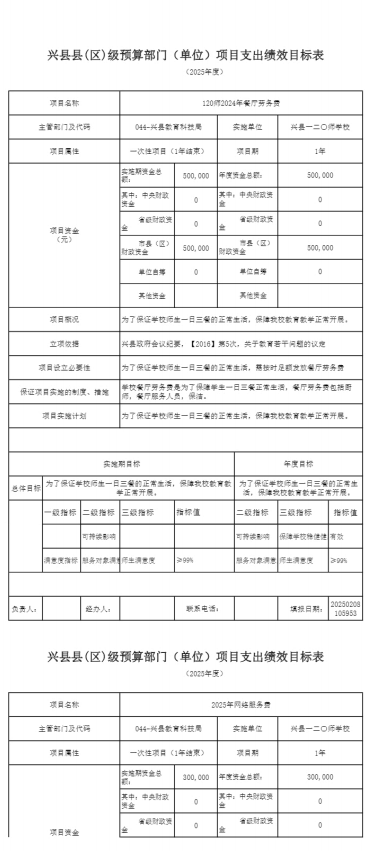 兴县县(区)级预算部门（单位）项目支出绩效目标表
（2025年度）
项目名称 120师2024年餐厅劳务费
主管部门及代码 044-兴县教育科技局 实施单位 兴县一二〇师学校
项目属性 一次性项目（1年结束） 项目期 1年
项目资金
（元）
实施期资金总额： 500,000 年度资金总额： 500,000
其中：中央财政资金 0 其中：中央财政资金 0
省级财政资金 0 省级财政资金 0
市县（区）财政资金 500,000 市县（区）财政资金 500,000
单位自筹 0 单位自筹 0
其他资金 其他资金
项目概况 为了保证学校师生一日三餐的正常生活，保障我校教育教学正常开展。
立项依据 兴县政府会议纪要，【2016】第5次，关于教育若干问题的议定
项目设立必要性 为了保证学校师生一日三餐的正常生活，需按时足额发放餐厅劳务费
保证项目实施的制度、措施 学校餐厅劳务费是为了保障学生一日三餐正常生活，餐厅劳务费包括厨
师，餐厅服务人员，保洁。
项目实施计划 为了保证学校师生一日三餐的正常生活，保障我校教育教学正常开展。
实施期目标 年度目标
总体目标 为了保证学校师生一日三餐的正常生活，保障我校教育教
学正常开展。 为了保证学校师生一日三餐的正常生
活，保障我校教育教学正常开展。
一级指标 二级指标 三级指标 指标值 二级指标 三级指标 指标值
可持续影响 可持续影响 保障学校稳健 有效
满意度指标 服务对象满意 师生满意度 ≥99% 服务对象满意 师生满意度 ≥99%
负责人： 经办人： 联系电话： 填报日期： 20250208
105953
兴县县(区)级预算部门（单位）项目支出绩效目标表
（2025年度）
项目名称 2025年网络服务费
主管部门及代码 044-兴县教育科技局 实施单位 兴县一二〇师学校
项目属性 一次性项目（1年结束） 项目期 1年
实施期资金总额： 300,000 年度资金总额： 300,000
其中：中央财政资金 0 其中：中央财政资金 0
项目资金 省级财政资金 0 省级财政资金 0